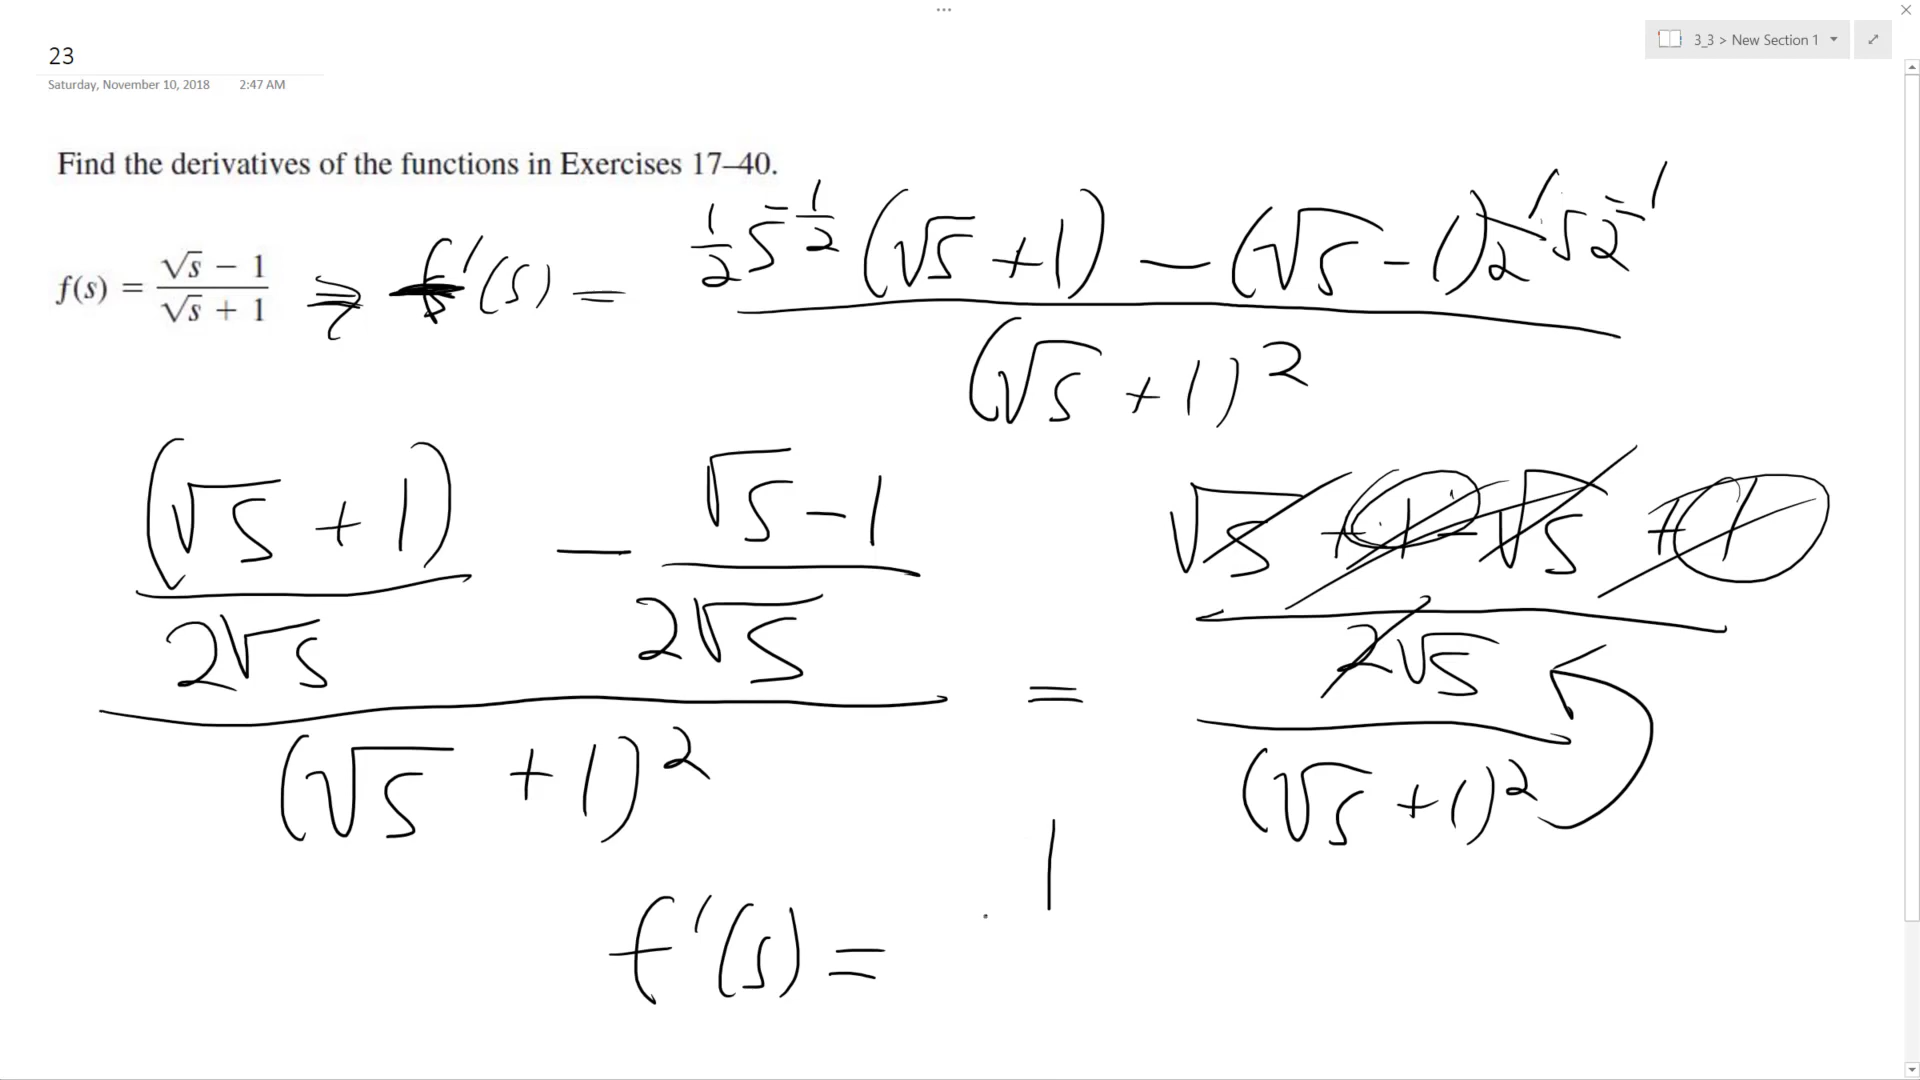 23
3_3 > New Section 1
Saturday, November 10, 2018 2:47 AM
Find the derivatives of the functions in Exercises 17–40.
f(s) = (√s − 1)/(√s + 1) ⇒ f'(s) = (1/2 s^(-1/2) (√s + 1) − (√s − 1) 1/2 s^(-1/2))/(√s + 1)^2
((√s + 1)/(2√s) − (√s − 1)/(2√s))/(√s + 1)^2 = ((√s + 1 − √s + 1)/(2√s))/(√s + 1)^2
f'(s) = 1